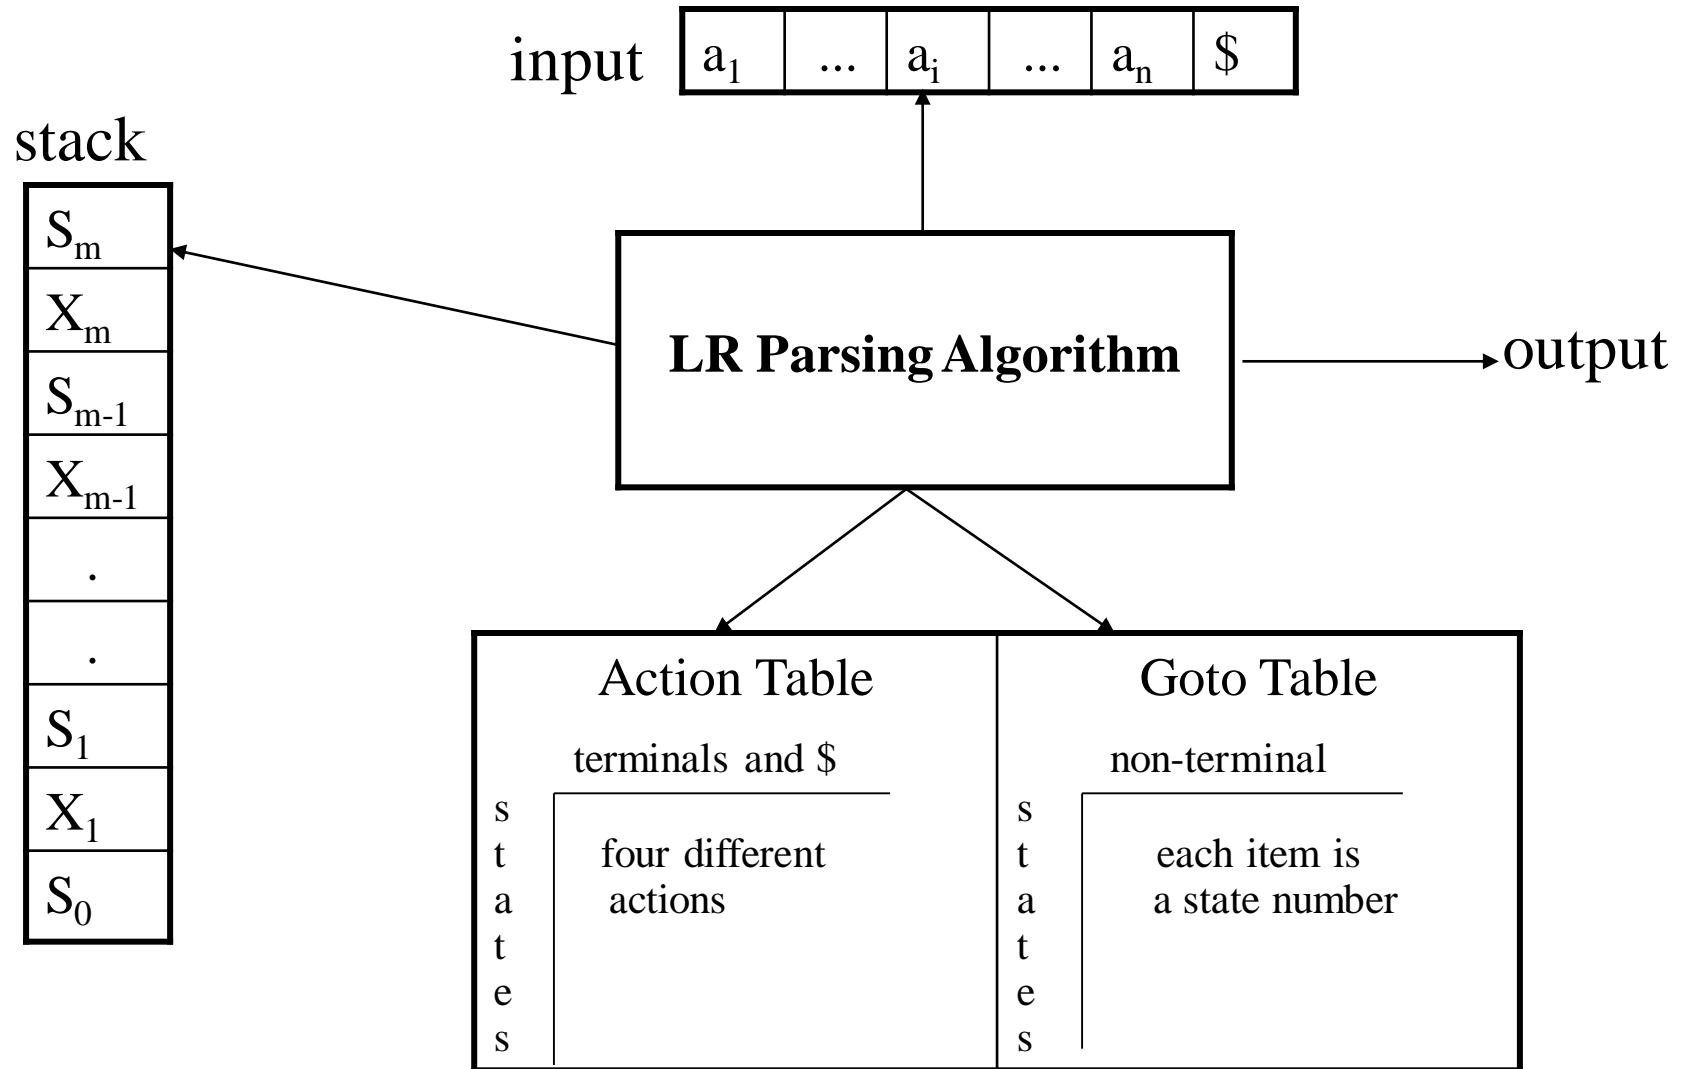 input
a₁ ... aᵢ ... aₙ $
stack
Sₘ
Xₘ
Sₘ₋₁
Xₘ₋₁
.
.
S₁
X₁
S₀
LR Parsing Algorithm
output
Action Table
terminals and $
s
t
a
t
e
s
four different
actions
Goto Table
non-terminal
s
t
a
t
e
s
each item is
a state number